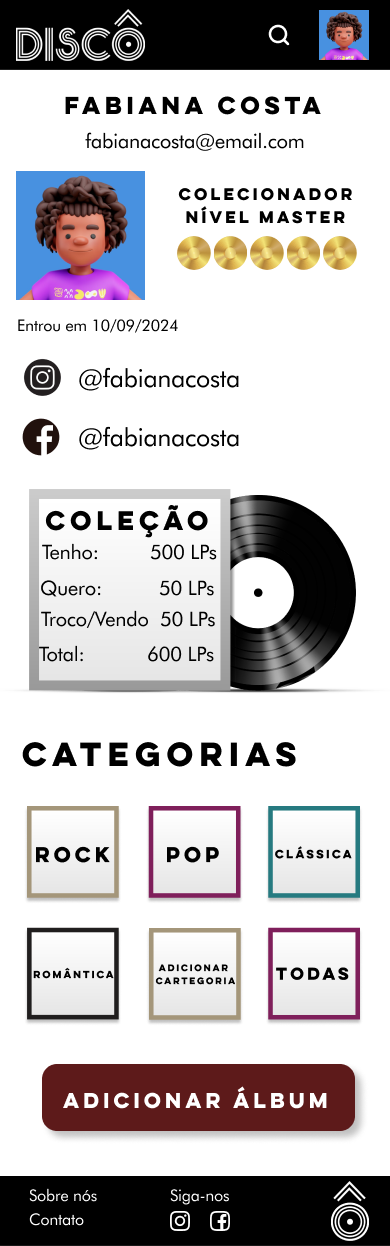 DISCÔ
FABIANA COSTA
fabianacosta@email.com
COLECIONADOR
NÍVEL MASTER
Entrou em 10/09/2024
@fabianacosta
@fabianacosta
COLEÇÃO
Tenho: 500 LPs
Quero: 50 LPs
Troco/Vendo 50 LPs
Total: 600 LPs
CATEGORIAS
ROCK POP CLÁSSICA
ROMÂNTICA ADICIONAR CARTEGORIA TODAS
ADICIONAR ÁLBUM
Sobre nós Siga-nos
Contato